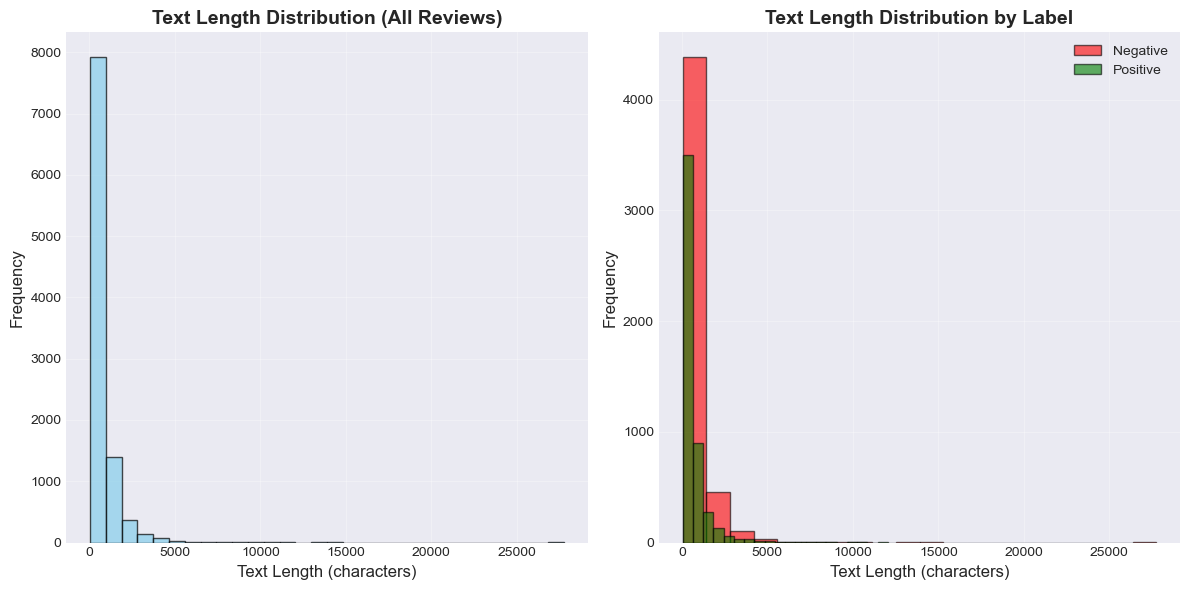 Text Length Distribution (All Reviews)
8000
7000
6000
5000
4000
3000
2000
1000
0
Frequency
0 5000 10000 15000 20000 25000
Text Length (characters)
Text Length Distribution by Label
Negative
Positive
4000
3000
2000
1000
0
Frequency
0 5000 10000 15000 20000 25000
Text Length (characters)